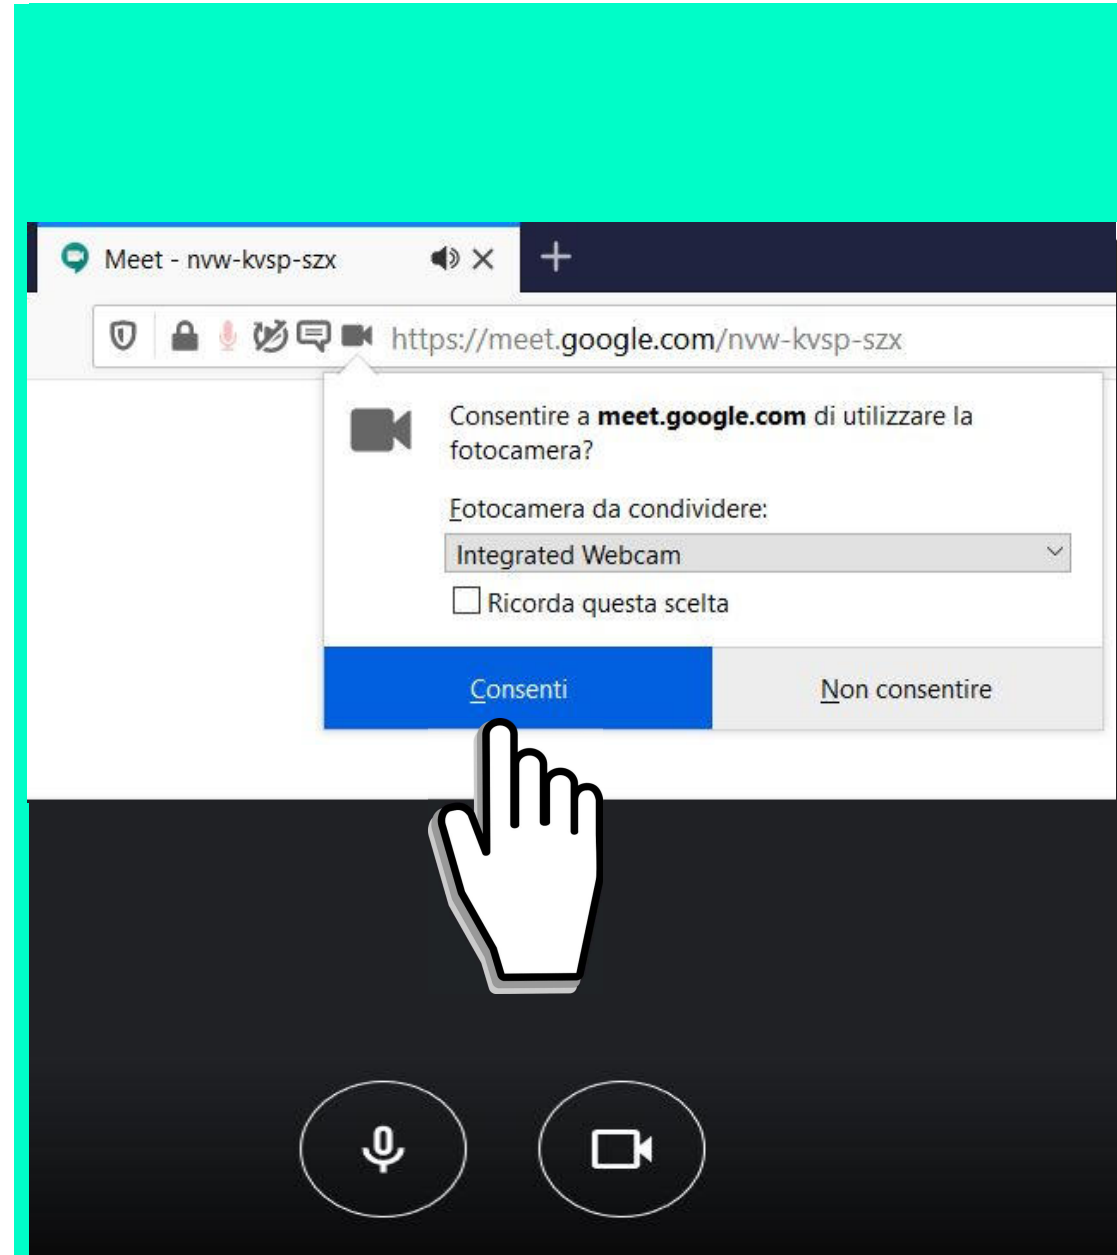 Meet - nvw-kvsp-szx
https://meet.google.com/nvw-kvsp-szx
Consentire a meet.google.com di utilizzare la
fotocamera?
Fotocamera da condividere:
Integrated Webcam
Ricorda questa scelta
Consenti
Non consentire